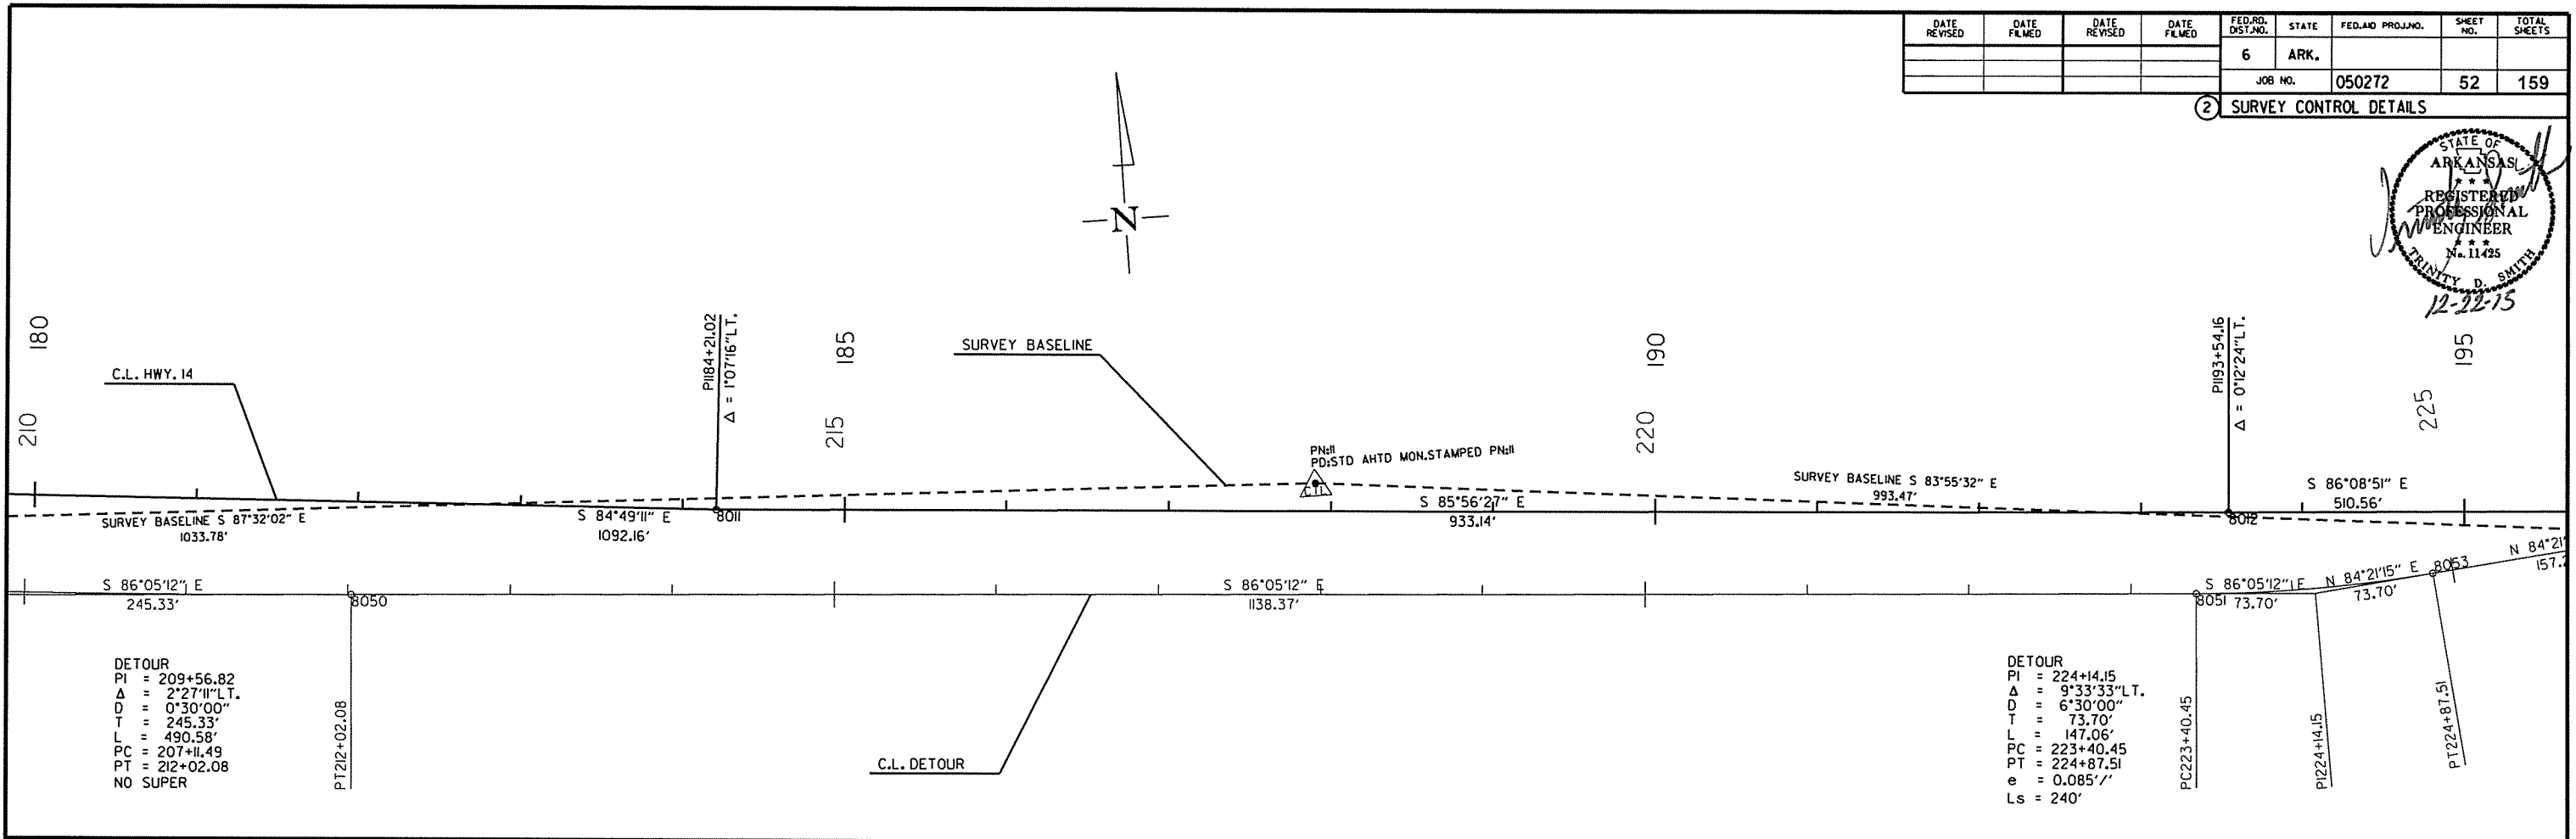 DATE REVISED
DATE FILMED
DATE REVISED
DATE FILMED
FED.RD. DIST.NO.
STATE
FED.AID PROJ.NO.
SHEET NO.
TOTAL SHEETS
6
ARK.
JOB NO.
050272
52
159
2 SURVEY CONTROL DETAILS
STATE OF
ARKANSAS
REGISTERED
PROFESSIONAL
ENGINEER
No. 11425
TRINITY D. SMITH
12-22-15
N
180
185
190
195
210
215
220
225
C.L. HWY. 14
PI184+21.02
Δ = 1°07'16"LT.
SURVEY BASELINE
PN:11
PD:STD AHTD MON.STAMPED PN:11
CTL
PI193+54.16
Δ = 0°12'24"LT.
SURVEY BASELINE S 87°32'02" E
1033.78'
S 84°49'11" E
1092.16'
8011
S 85°56'27" E
933.14'
SURVEY BASELINE S 83°55'32" E
993.47'
8012
S 86°08'51" E
510.56'
S 86°05'12" E
245.33'
8050
S 86°05'12" E
1138.37'
8051
S 86°05'12" E
73.70'
N 84°21'15" E
73.70'
8053
N 84°21'
157.2
DETOUR
PI = 209+56.82
Δ = 2°27'11"LT.
D = 0°30'00"
T = 245.33'
L = 490.58'
PC = 207+11.49
PT = 212+02.08
NO SUPER
PT212+02.08
C.L. DETOUR
DETOUR
PI = 224+14.15
Δ = 9°33'33"LT.
D = 6°30'00"
T = 73.70'
L = 147.06'
PC = 223+40.45
PT = 224+87.51
e = 0.085'/'
Ls = 240'
PC223+40.45
PI224+14.15
PT224+87.51